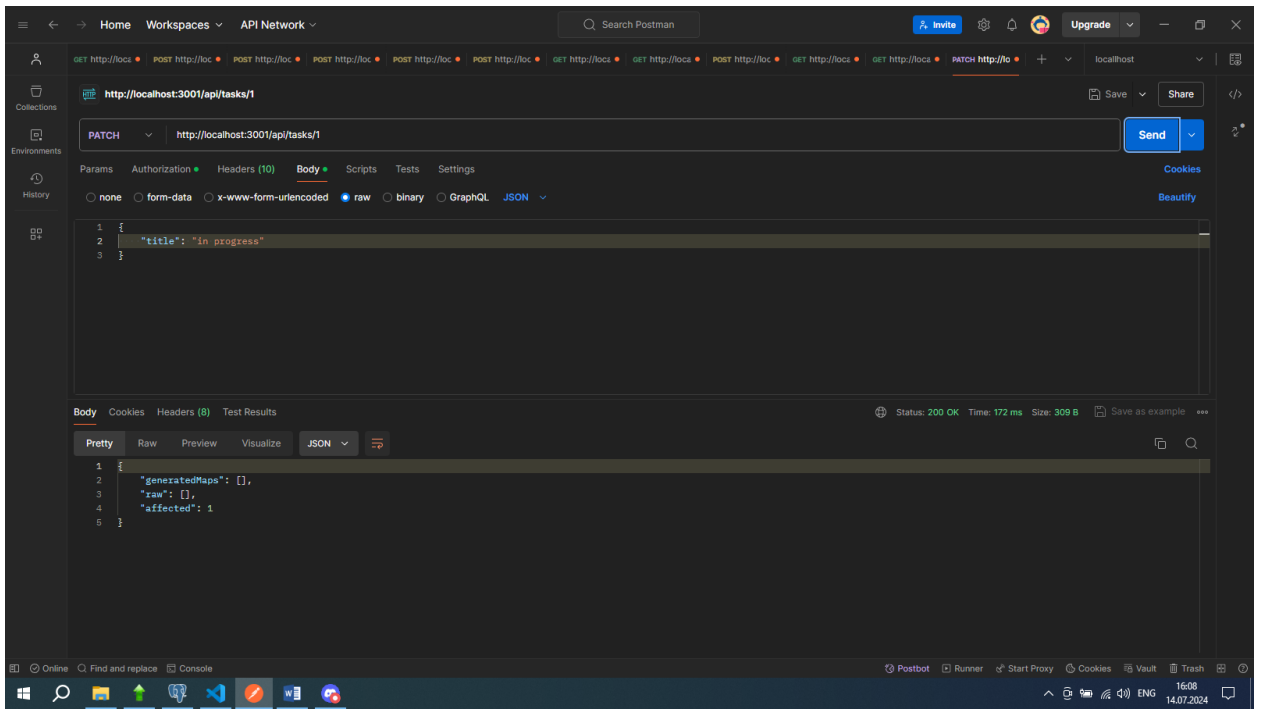 Home Workspaces API Network Search Postman Invite Upgrade
GET http://loca POST http://loc POST http://loc POST http://loc POST http://loc POST http://loc GET http://loca GET http://loca POST http://loc GET http://loca GET http://loca PATCH http://lo localhost
HTTP http://localhost:3001/api/tasks/1 Save Share
Collections
PATCH http://localhost:3001/api/tasks/1 Send
Environments
Params Authorization Headers (10) Body Scripts Tests Settings Cookies
History
none form-data x-www-form-urlencoded raw binary GraphQL JSON Beautify
1 {
2 "title": "in progress"
3 }
Body Cookies Headers (8) Test Results Status: 200 OK Time: 172 ms Size: 309 B Save as example
Pretty Raw Preview Visualize JSON
1 {
2 "generatedMaps": [],
3 "raw": [],
4 "affected": 1
5 }
Online Find and replace Console Postbot Runner Start Proxy Cookies Vault Trash
ENG 16:08
14.07.2024